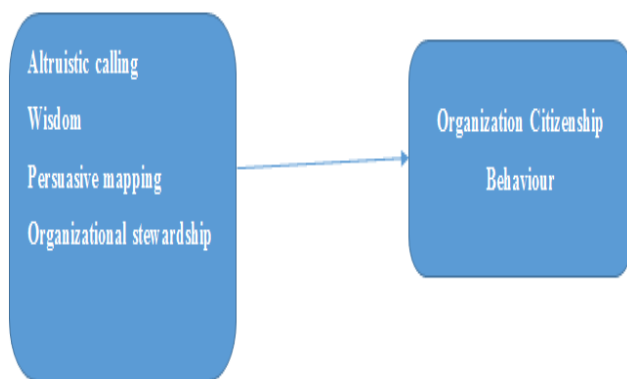 Altruistic calling
Wisdom
Persuasive mapping
Organizational stewardship
Organization Citizenship
Behaviour